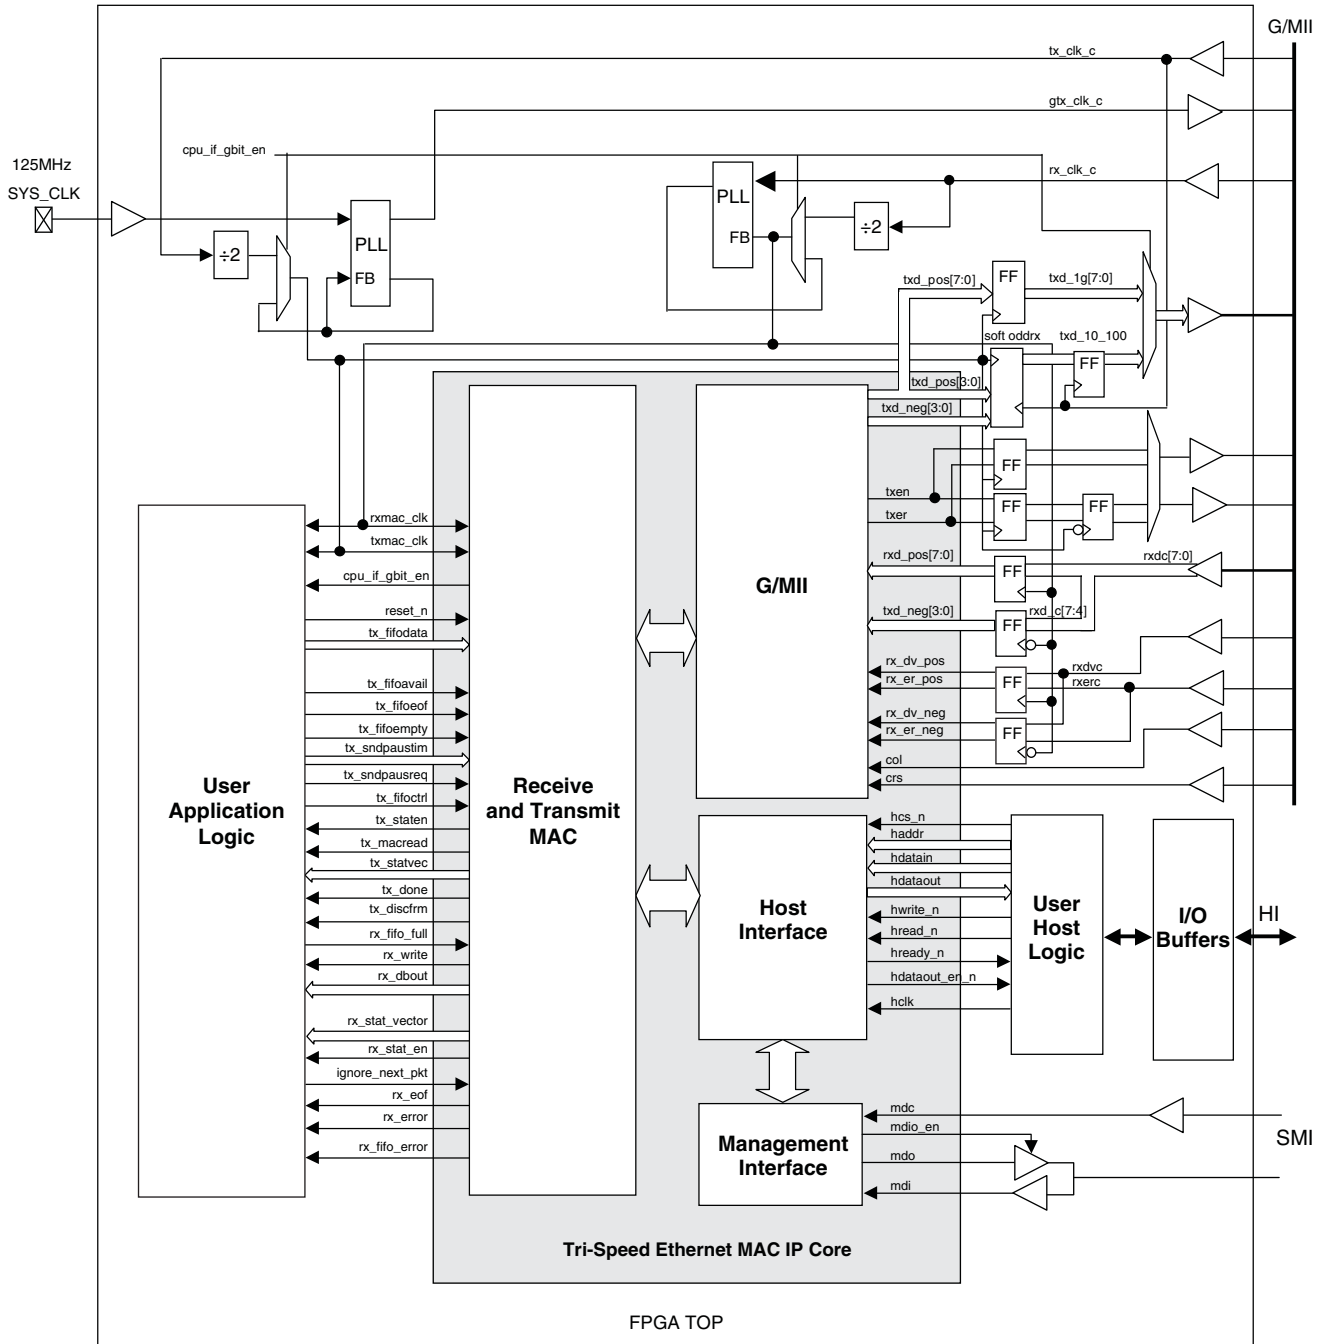 G/MII
tx_clk_c
gtx_clk_c
cpu_if_gbit_en
125MHz
SYS_CLK
rx_clk_c
PLL
FB
÷2
÷2
PLL
FB
txd_pos[7:0]
FF
txd_1g[7:0]
soft oddrx
txd_10_100
FF
txd_pos[3:0]
txd_neg[3:0]
FF
txen
FF
FF
txer
rxmac_clk
txmac_clk
cpu_if_gbit_en
reset_n
tx_fifodata
tx_fifoavail
tx_fifoeof
tx_fifoempty
tx_sndpaustim
tx_sndpausreq
tx_fifoctrl
tx_staten
tx_macread
tx_statvec
tx_done
tx_discfrm
rx_fifo_full
rx_write
rx_dbout
rx_stat_vector
rx_stat_en
ignore_next_pkt
rx_eof
rx_error
rx_fifo_error
User
Application
Logic
Receive
and Transmit
MAC
G/MII
rxd_pos[7:0]
FF
rxdc[7:0]
txd_neg[3:0]
FF
rxd_c[7:4]
rx_dv_pos
rx_er_pos
FF
rxdvc
rxerc
rx_dv_neg
rx_er_neg
FF
col
crs
Host
Interface
hcs_n
haddr
hdatain
hdataout
hwrite_n
hread_n
hready_n
hdataout_en_n
hclk
User
Host
Logic
I/O
Buffers
HI
Management
Interface
mdc
mdio_en
mdo
mdi
SMI
Tri-Speed Ethernet MAC IP Core
FPGA TOP